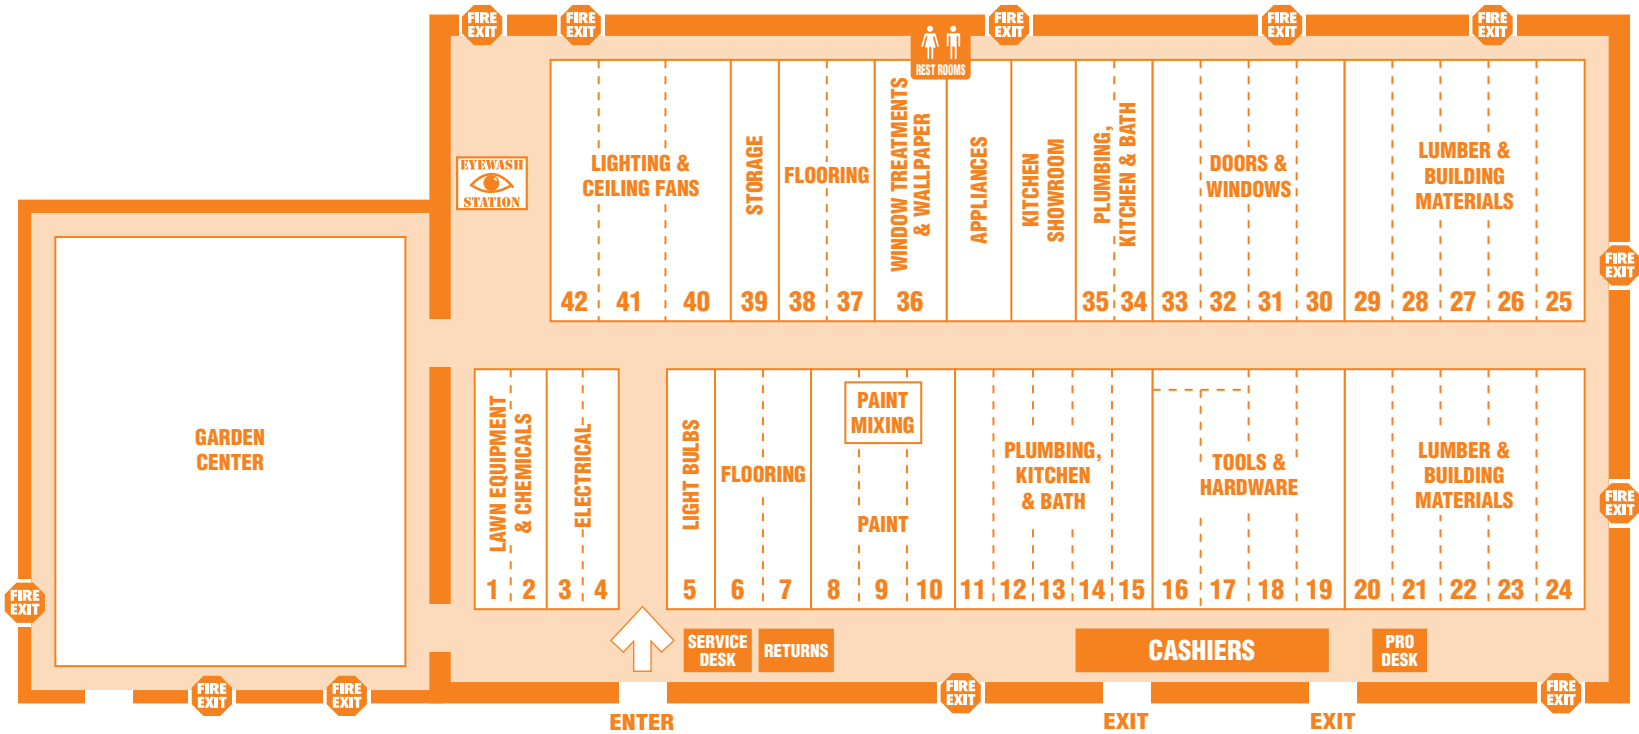 FIRE
EXIT
FIRE
EXIT
FIRE
EXIT
FIRE
EXIT
FIRE
EXIT
REST ROOMS
EYEWASH
STATION
LIGHTING &
CEILING FANS
STORAGE
FLOORING
WINDOW TREATMENTS
& WALLPAPER
APPLIANCES
KITCHEN
SHOWROOM
PLUMBING,
KITCHEN & BATH
DOORS &
WINDOWS
LUMBER &
BUILDING
MATERIALS
42 41 40 39 38 37 36 35 34 33 32 31 30 29 28 27 26 25
FIRE
EXIT
GARDEN
CENTER
LAWN EQUIPMENT
& CHEMICALS
ELECTRICAL
LIGHT BULBS
FLOORING
PAINT
MIXING
PAINT
PLUMBING,
KITCHEN
& BATH
TOOLS &
HARDWARE
LUMBER &
BUILDING
MATERIALS
FIRE
EXIT
1 2 3 4 5 6 7 8 9 10 11 12 13 14 15 16 17 18 19 20 21 22 23 24
FIRE
EXIT
SERVICE
DESK
RETURNS
CASHIERS
PRO
DESK
FIRE
EXIT
FIRE
EXIT
FIRE
EXIT
FIRE
EXIT
ENTER
EXIT
EXIT